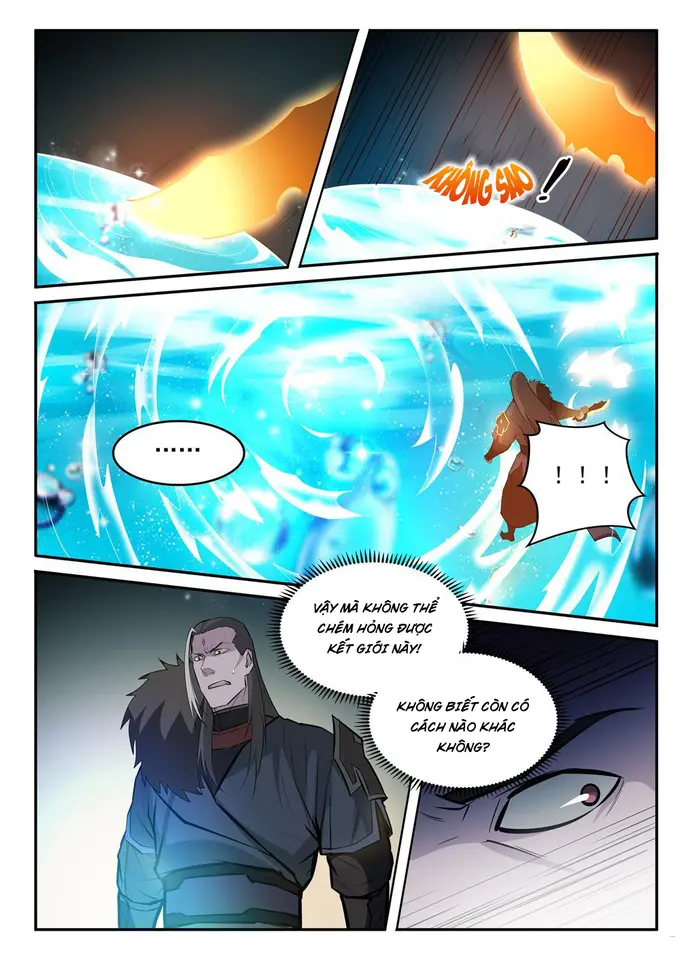 KHÔNG SAO!
......
!!!
VẬY MÀ KHÔNG THỂ
CHÉM HỎNG ĐƯỢC
KẾT GIỚI NÀY!
KHÔNG BIẾT CÒN CÓ
CÁCH NÀO KHÁC
KHÔNG?